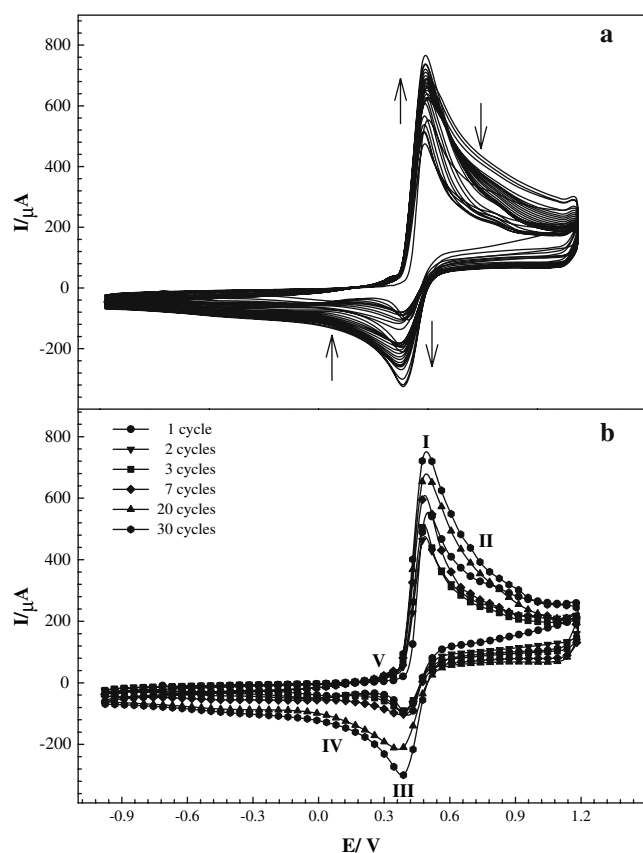 a
800
600
400
200
0
-200
I/µA
b
1 cycle
2 cycles
3 cycles
7 cycles
20 cycles
30 cycles
I
II
V
IV
III
800
600
400
200
0
-200
I/µA
-0.9 -0.6 -0.3 0.0 0.3 0.6 0.9 1.2
E/ V